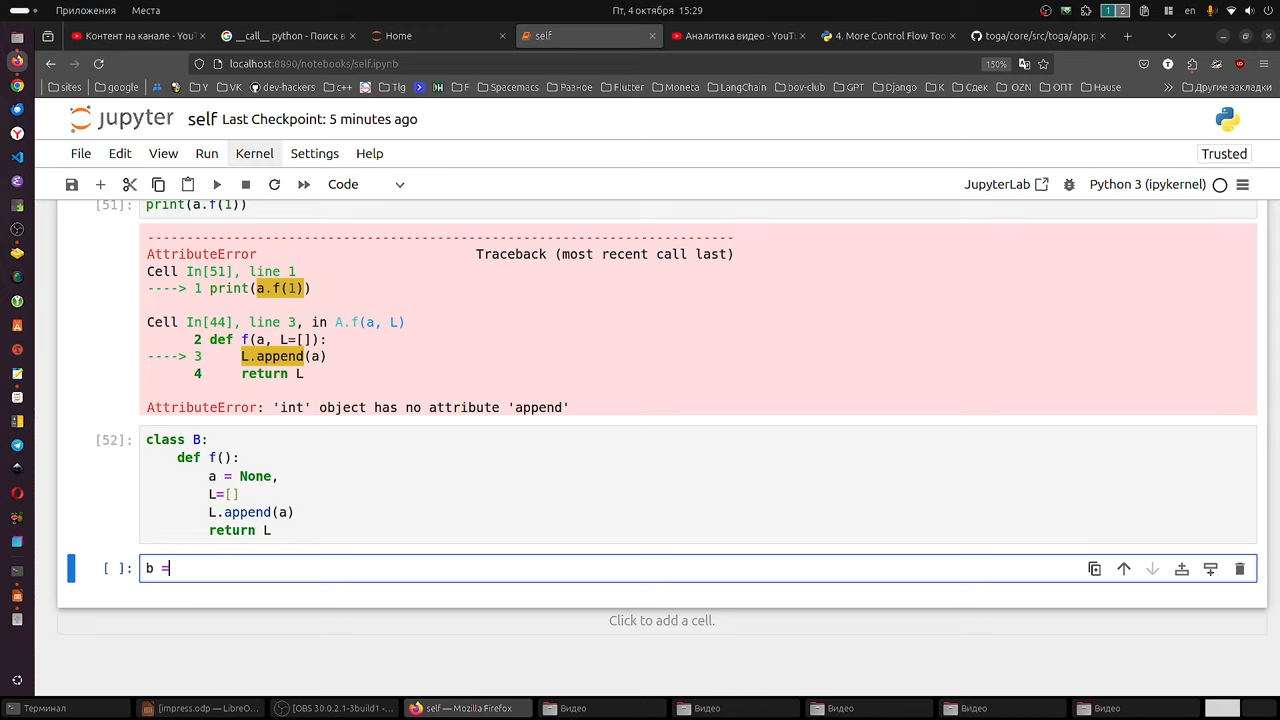 Приложения Места Пт, 4 октября 15:29 1 2 en
Контент на канале - YouT __call__ python - Поиск в Home self Аналитика видео - YouTu 4. More Control Flow Too toga/core/src/toga/app.p
localhost:8890/notebooks/self.ipynb 150%
sites google Y VK dev-hackers c++ Tlg F Spacemacs Разное Flutter Moneta LangChain bov-club GPT Django K Сдек OZN ОПТ Hause Другие закладки
jupyter self Last Checkpoint: 5 minutes ago
File Edit View Run Kernel Settings Help Trusted
Code JupyterLab Python 3 (ipykernel)
[51]: print(a.f(1))
---------------------------------------------------------------------------
AttributeError Traceback (most recent call last)
Cell In[51], line 1
----> 1 print(a.f(1))
Cell In[44], line 3, in A.f(a, L)
2 def f(a, L=[]):
----> 3 L.append(a)
4 return L
AttributeError: 'int' object has no attribute 'append'
[52]: class B:
def f():
a = None,
L=[]
L.append(a)
return L
[ ]: b =
Click to add a cell.
Терминал [impress.odp — LibreO... [OBS 30.0.2.1-3build1 - ... self — Mozilla Firefox Видео Видео Видео Видео Видео